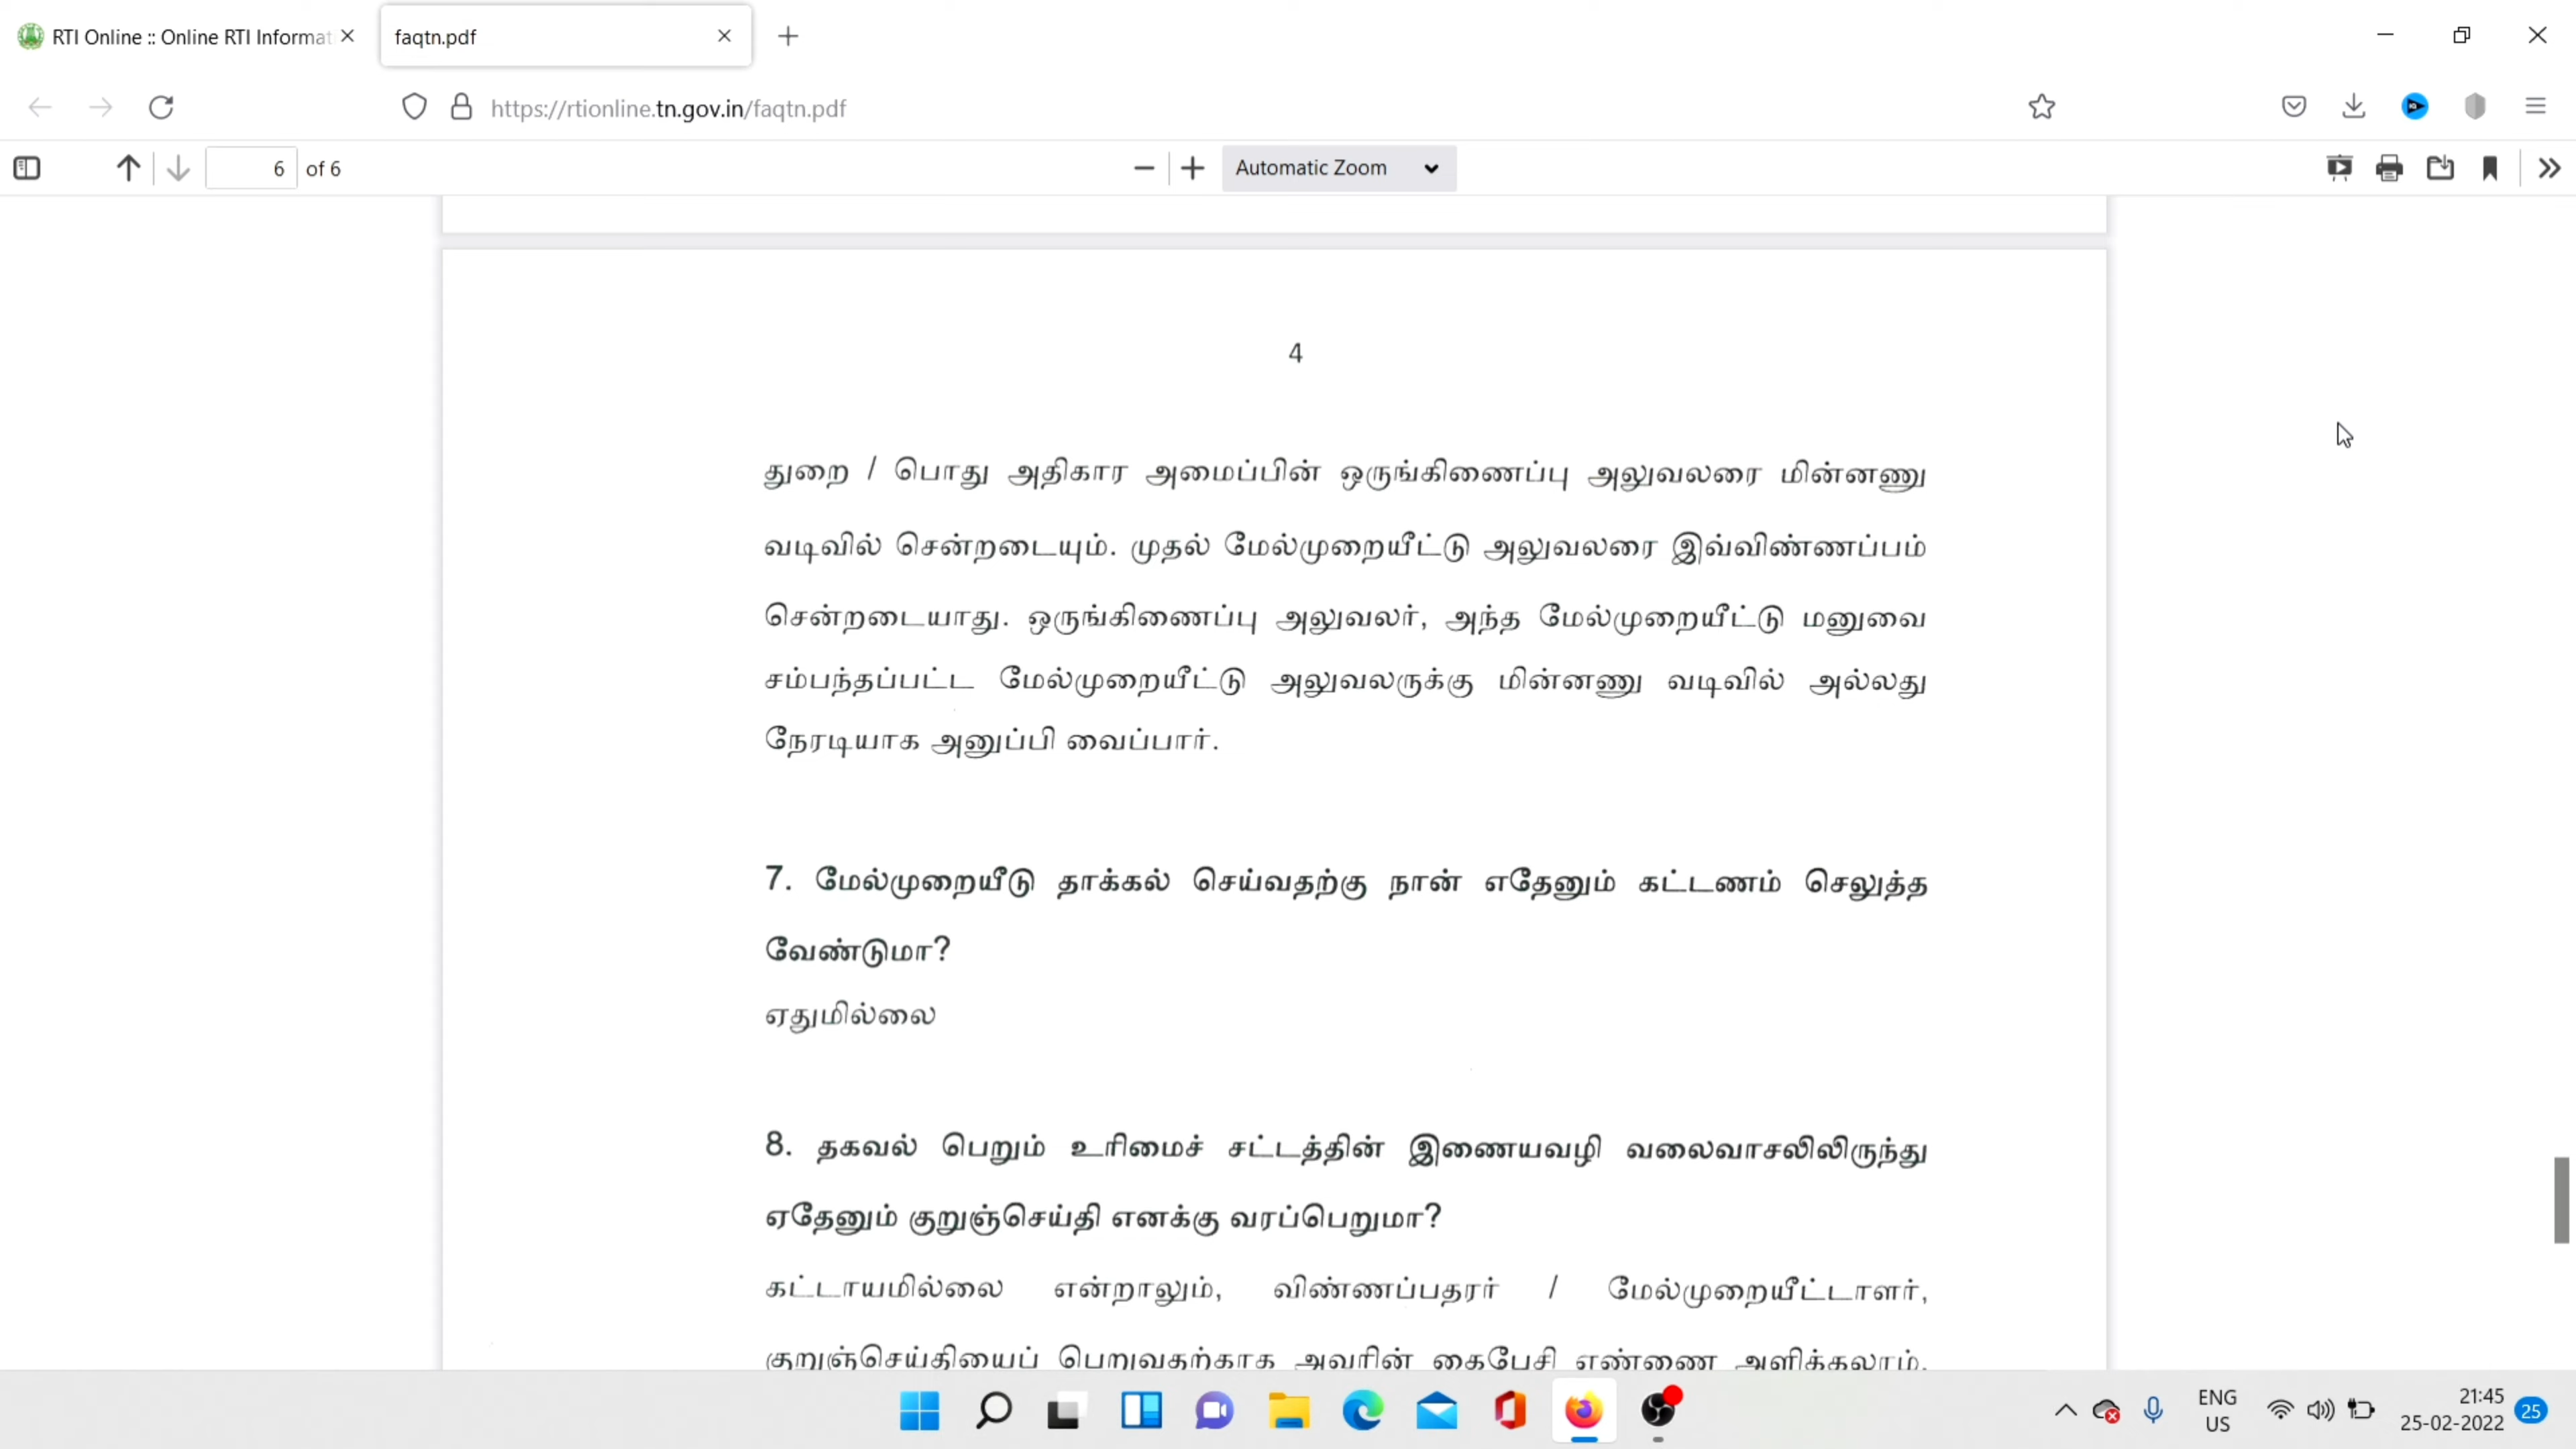 RTI Online :: Online RTI Informat
faqtn.pdf
https://rtionline.tn.gov.in/faqtn.pdf
6 of 6
Automatic Zoom
4
துறை / பொது அதிகார அமைப்பின் ஒருங்கிணைப்பு அலுவலரை மின்னணு
வடிவில் சென்றடையும். முதல் மேல்முறையீட்டு அலுவலரை இவ்விண்ணப்பம்
சென்றடையாது. ஒருங்கிணைப்பு அலுவலர், அந்த மேல்முறையீட்டு மனுவை
சம்பந்தப்பட்ட மேல்முறையீட்டு அலுவலருக்கு மின்னணு வடிவில் அல்லது
நேரடியாக அனுப்பி வைப்பார்.
7. மேல்முறையீடு தாக்கல் செய்வதற்கு நான் எதேனும் கட்டணம் செலுத்த
வேண்டுமா?
ஏதுமில்லை
8. தகவல் பெறும் உரிமைச் சட்டத்தின் இணையவழி வலைவாசலிலிருந்து
ஏதேனும் குறுஞ்செய்தி எனக்கு வரப்பெறுமா?
கட்டாயமில்லை என்றாலும், விண்ணப்பதரர் / மேல்முறையீட்டாளர்,
குறுஞ்செய்தியைப் பெறுவதற்காக அவரின் கைபேசி எண்ணை அளிக்கலாம்.
ENG
US
21:45
25-02-2022
25